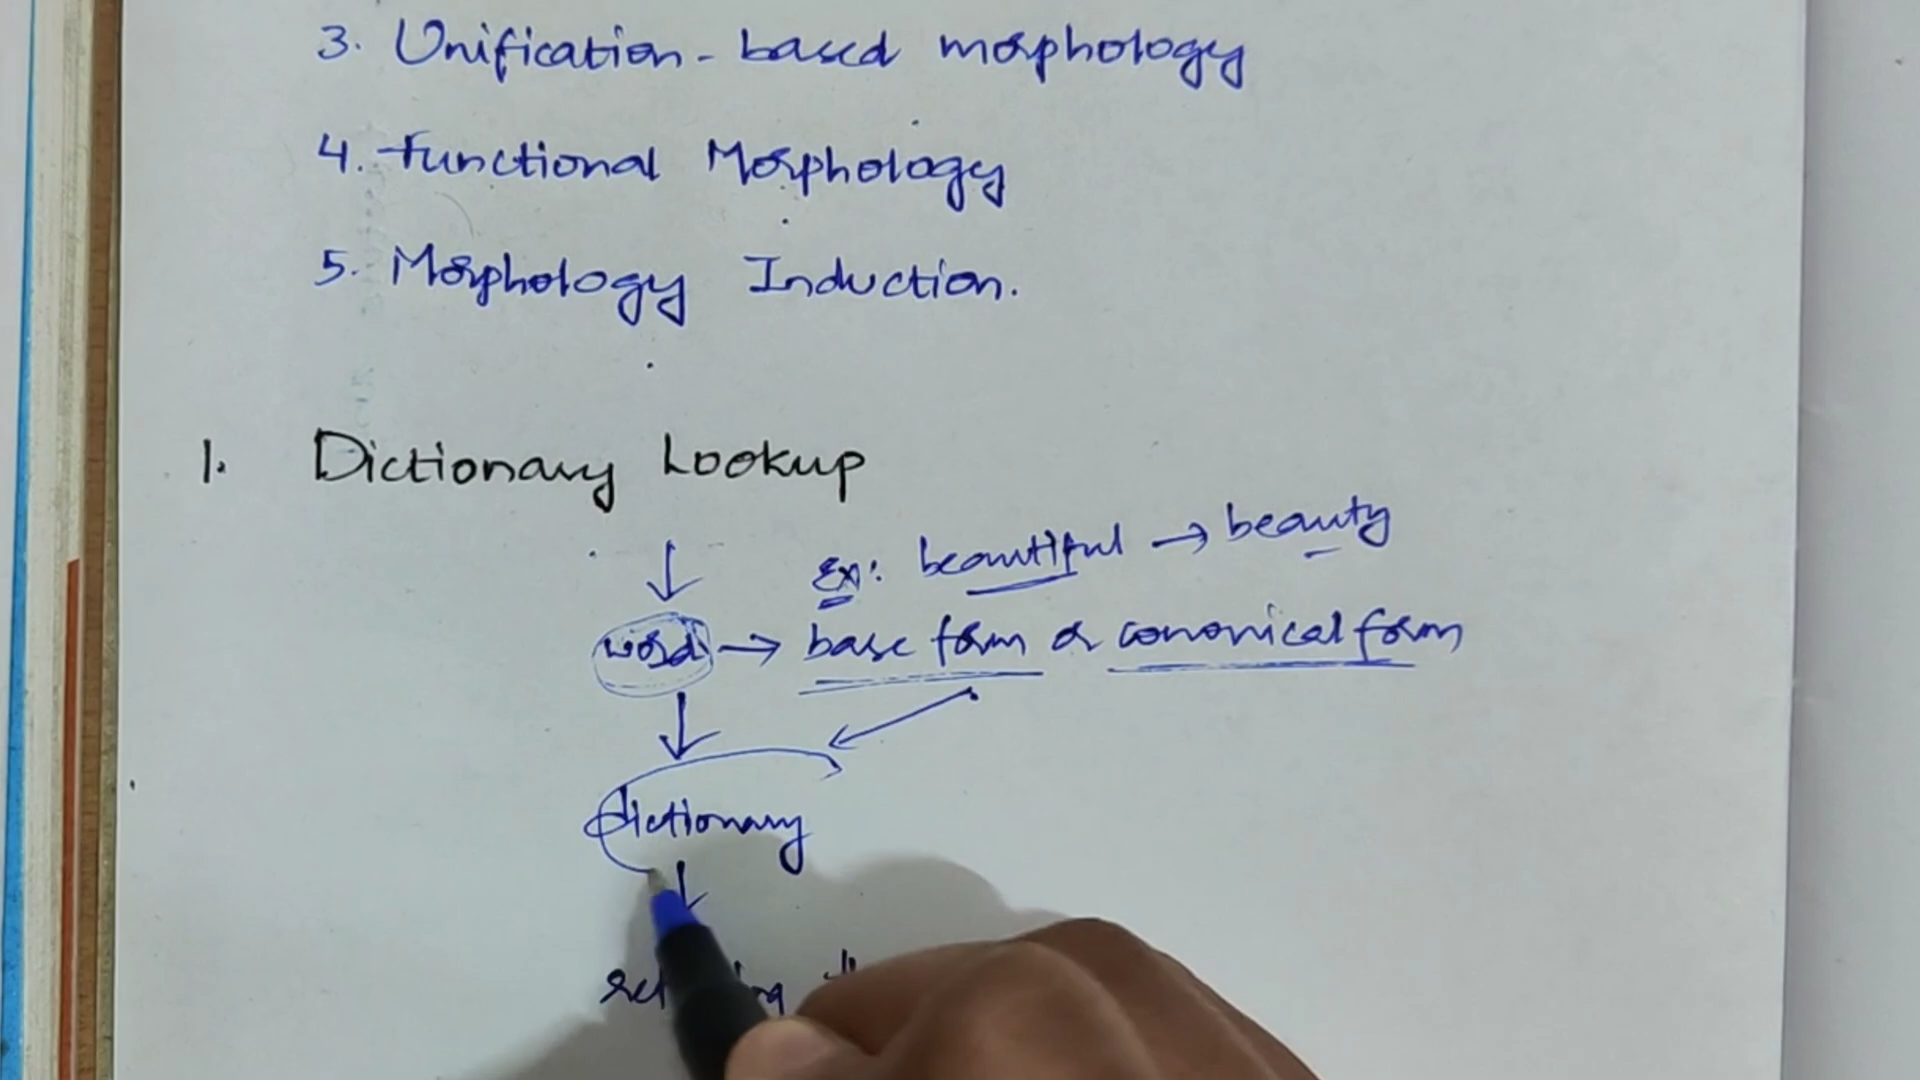 3. Unification-based morphology
4. Functional Morphology
5. Morphology Induction.
1. Dictionary Lookup
Ex: beautiful → beauty
word → base form or canonical form
dictionary